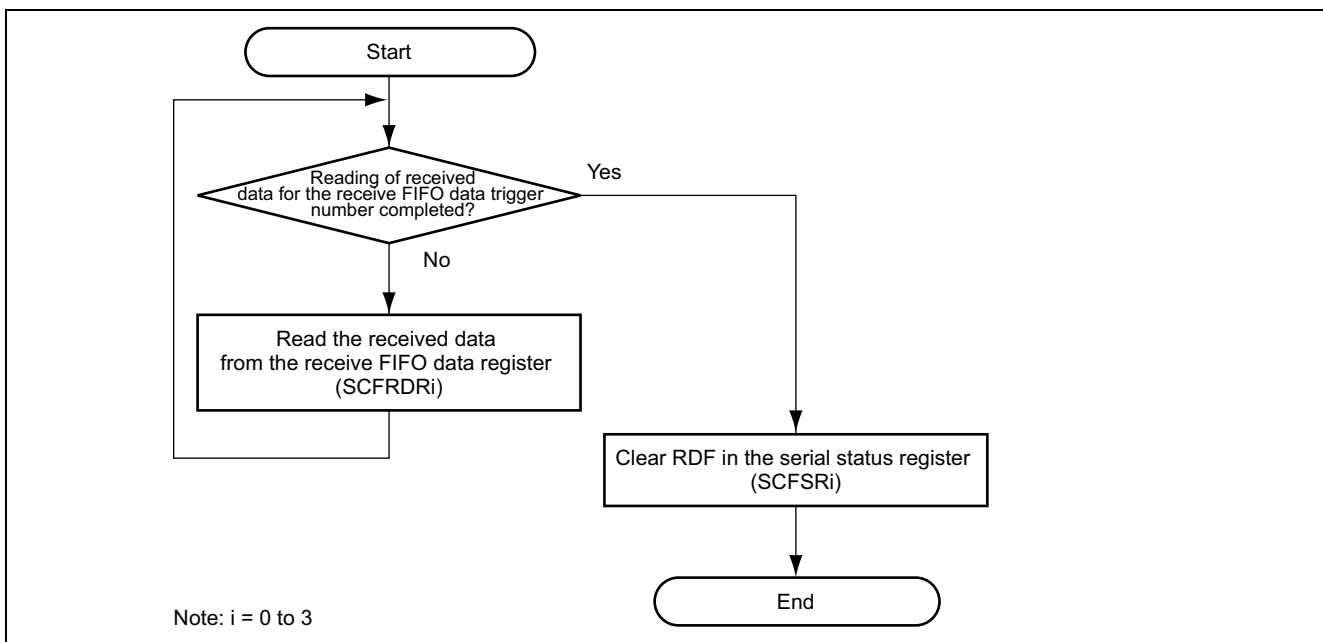 Start
Reading of received
data for the receive FIFO data trigger
number completed?
Yes
No
Read the received data
from the receive FIFO data register
(SCFRDRi)
Clear RDF in the serial status register
(SCFSRi)
End
Note: i = 0 to 3